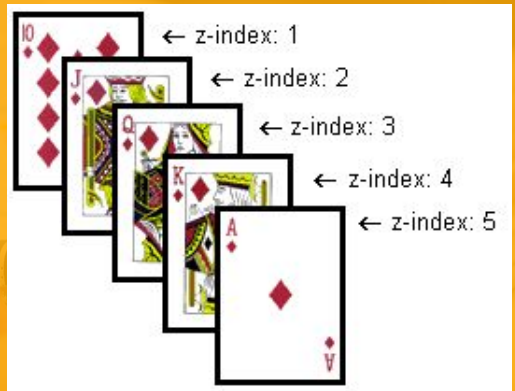 10
← z-index: 1
J
← z-index: 2
Q
← z-index: 3
K
← z-index: 4
A
← z-index: 5
A